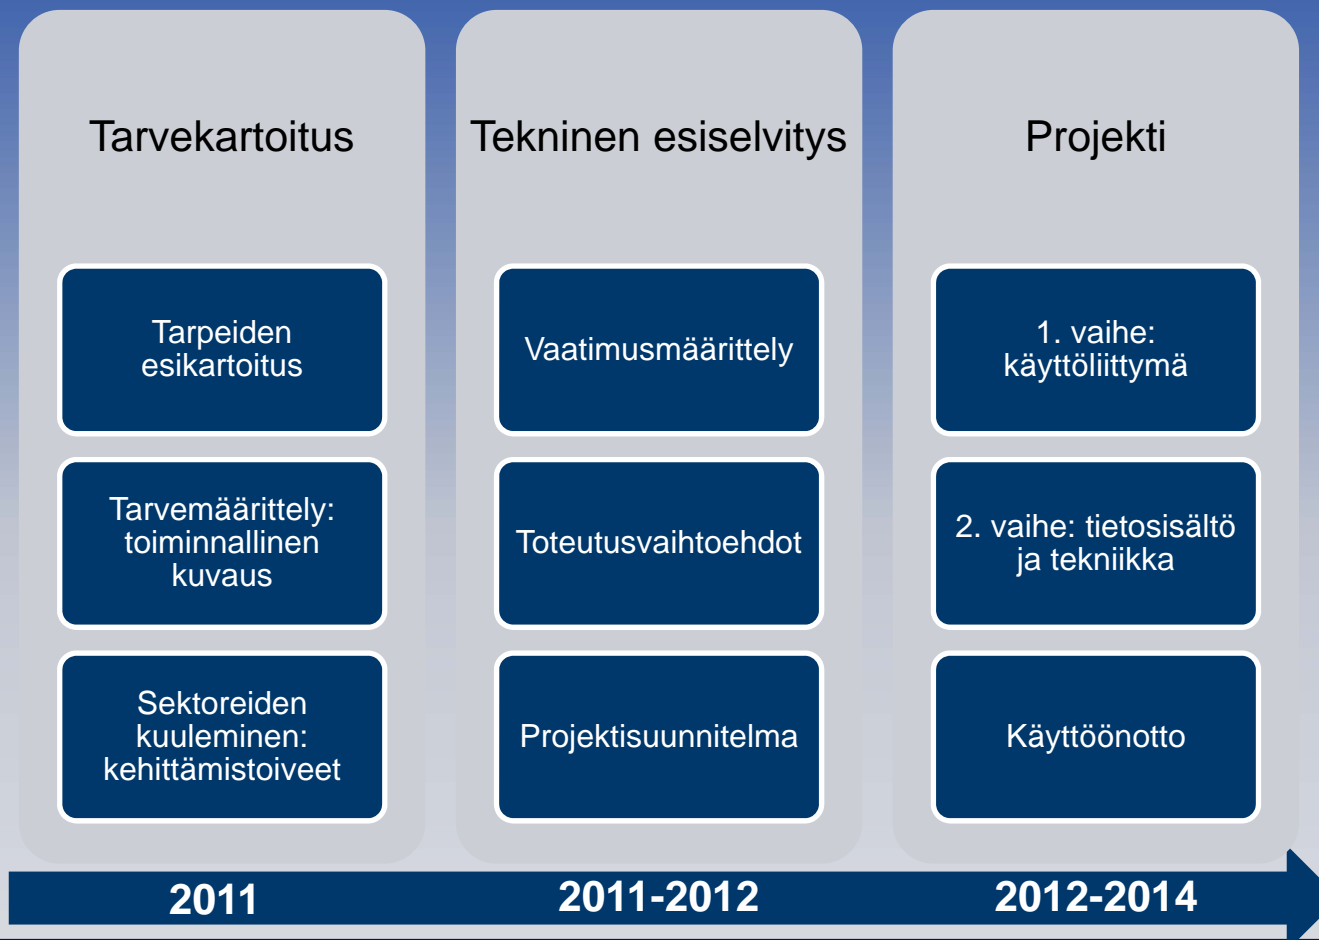 Tarvekartoitus
Tarpeiden
esikartoitus
Tarvemäärittely:
toiminnallinen
kuvaus
Sektoreiden
kuuleminen:
kehittämistoiveet
Tekninen esiselvitys
Vaatimusmäärittely
Toteutusvaihtoehdot
Projektisuunnitelma
Projekti
1. vaihe:
käyttöliittymä
2. vaihe: tietosisältö
ja tekniikka
Käyttöönotto
2011
2011-2012
2012-2014